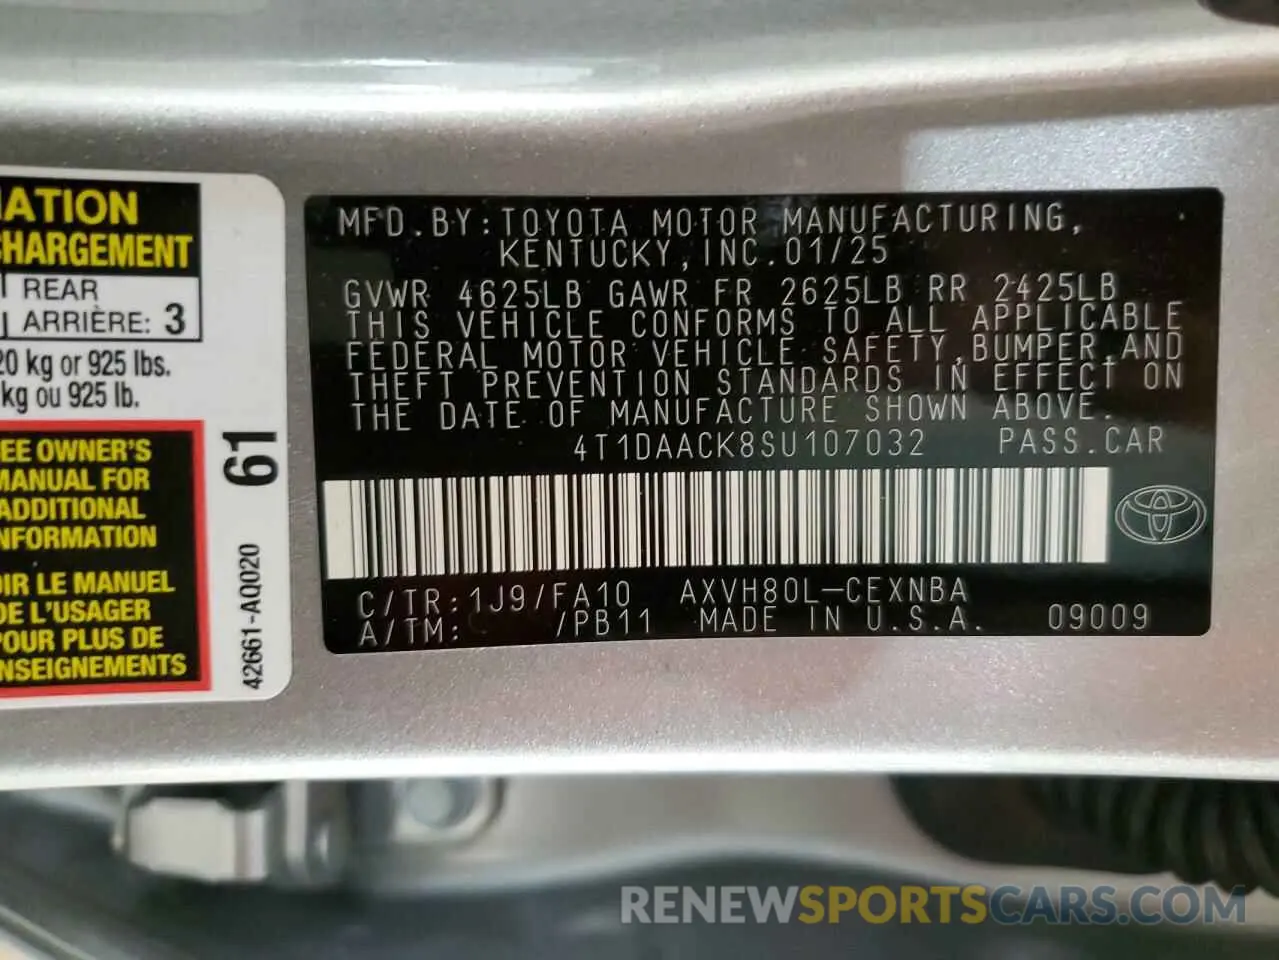 IATION
CHARGEMENT
REAR
ARRIÈRE: 3
20 kg or 925 lbs.
kg ou 925 lb.
EE OWNER'S
MANUAL FOR
ADDITIONAL
NFORMATION
OIR LE MANUEL
DE L'USAGER
POUR PLUS DE
NSEIGNEMENTS
61
42661-AQ020
MFD.BY:TOYOTA MOTOR MANUFACTURING,
KENTUCKY,INC.01/25
GVWR 4625LB GAWR FR 2625LB RR 2425LB
THIS VEHICLE CONFORMS TO ALL APPLICABLE
FEDERAL MOTOR VEHICLE SAFETY,BUMPER,AND
THEFT PREVENTION STANDARDS IN EFFECT ON
THE DATE OF MANUFACTURE SHOWN ABOVE.
4T1DAACK8SU107032 PASS.CAR
C/TR:1J9/FA10 AXVH80L-CEXNBA
A/TM: /PB11 MADE IN U.S.A. 09009
RENEWSPORTSCARS.COM